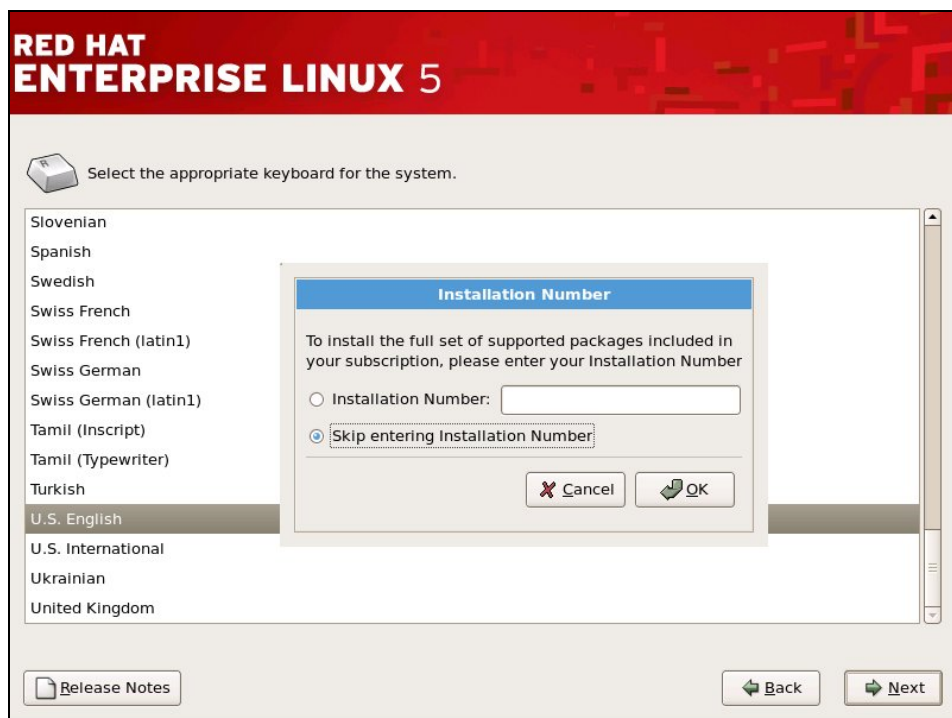 RED HAT
ENTERPRISE LINUX 5
Select the appropriate keyboard for the system.
Slovenian
Spanish
Swedish
Swiss French
Swiss French (latin1)
Swiss German
Swiss German (latin1)
Tamil (Inscript)
Tamil (Typewriter)
Turkish
U.S. English
U.S. International
Ukrainian
United Kingdom
Installation Number
To install the full set of supported packages included in
your subscription, please enter your Installation Number
Installation Number:
Skip entering Installation Number
Cancel
OK
Release Notes
Back
Next